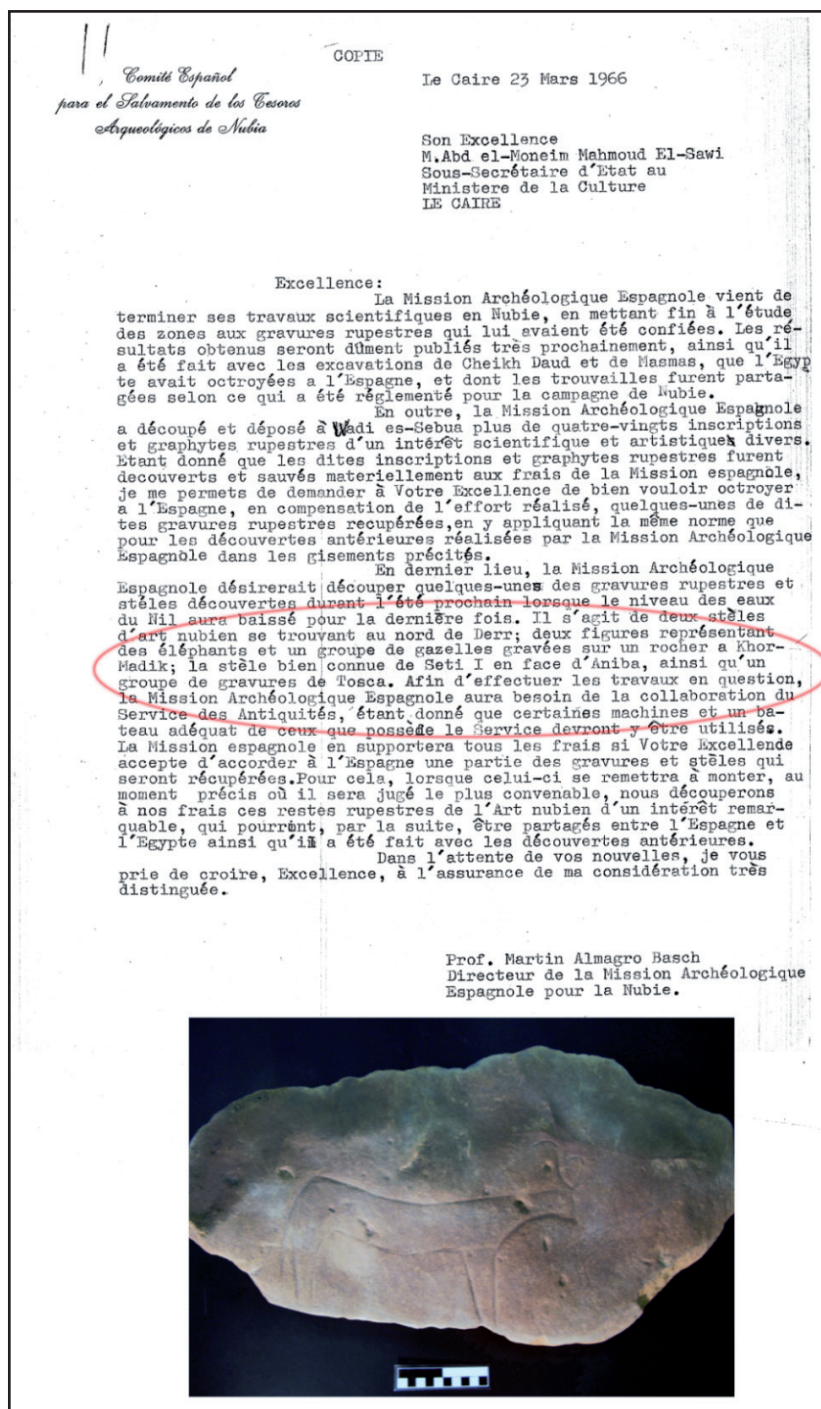 11
COPIE
Comité Español
para el Salvamento de los Tesoros
Arqueológicos de Nubia
Le Caire 23 Mars 1966
Son Excellence
M.Abd el-Moneim Mahmoud El-Sawi
Sous-Secrétaire d'Etat au
Ministere de la Culture
LE CAIRE
Excellence:
La Mission Archéologique Espagnole vient de
terminer ses travaux scientifiques en Nubie, en mettant fin à l'étude
des zones aux gravures rupestres qui lui avaient été confiées. Les ré-
sultats obtenus seront dûment publiés très prochainement, ainsi qu'il
a été fait avec les excavations de Cheikh Daud et de Masmas, que l'Egyp
te avait octroyées a l'Espagne, et dont les trouvailles furent parta-
gées selon ce qui a été réglementé pour la campagne de Nubie.
En outre, la Mission Archéologique Espagnole
a découpé et déposé à Wadi es-Sebua plus de quatre-vingts inscriptions
et graphytes rupestres d'un intérêt scientifique et artistique divers.
Etant donné que les dites inscriptions et graphytes rupestres furent
decouverts et sauvés materiellement aux frais de la Mission espagnole,
je me permets de demander à Votre Excellence de bien vouloir octroyer
a l'Espagne, en compensation de l'effort réalisé, quelques-unes de di-
tes gravures rupestres recupérées,en y appliquant la même norme que
pour les découvertes antérieures réalisées par la Mission Archéologique
Espagnole dans les gisements précités.
En dernier lieu, la Mission Archéologique
Espagnole désirerait découper quelques-unes des gravures rupestres et
stèles découvertes durant l'été prochain lorsque le niveau des eaux
du Nil aura baissé pour la dernière fois. Il s'agit de deux stèles
d'art nubien se trouvant au nord de Derr; deux figures représentant
des éléphants et un groupe de gazelles gravées sur un rocher a Khor-
Madik; la stèle bien connue de Seti I en face d'Aniba, ainsi qu'un
groupe de gravures de Tosca. Afin d'effectuer les travaux en question,
la Mission Archéologique Espagnole aura besoin de la collaboration du
Service des Antiquités, étant donné que certaines machines et un ba-
teau adéquat de ceux que possède le Service devront y être utilisés.
La Mission espagnole en supportera tous les frais si Votre Excellende
accepte d'accorder à l'Espagne une partie des gravures et stèles qui
seront récupérées.Pour cela, lorsque celui-ci se remettra à monter, au
moment précis où il sera jugé le plus convenable, nous découperons
à nos frais ces restes rupestres de l'Art nubien d'un intérêt remar-
quable, qui pourront, par la suite, être partagés entre l'Espagne et
l'Egypte ainsi qu'il a été fait avec les découvertes antérieures.
Dans l'attente de vos nouvelles, je vous
prie de croire, Excellence, à l'assurance de ma considération très
distinguée.
Prof. Martin Almagro Basch
Directeur de la Mission Archéologique
Espagnole pour la Nubie.